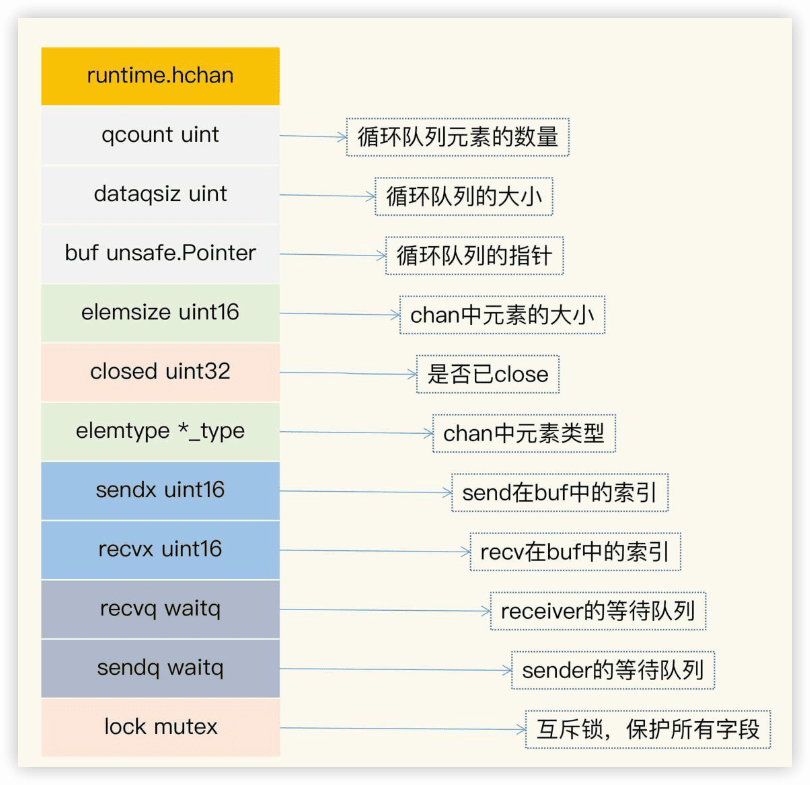 runtime.hchan
qcount uint
循环队列元素的数量
dataqsiz uint
循环队列的大小
buf unsafe.Pointer
循环队列的指针
elemsize uint16
chan中元素的大小
closed uint32
是否已close
elemtype *_type
chan中元素类型
sendx uint16
send在buf中的索引
recvx uint16
recv在buf中的索引
recvq waitq
receiver的等待队列
sendq waitq
sender的等待队列
lock mutex
互斥锁，保护所有字段